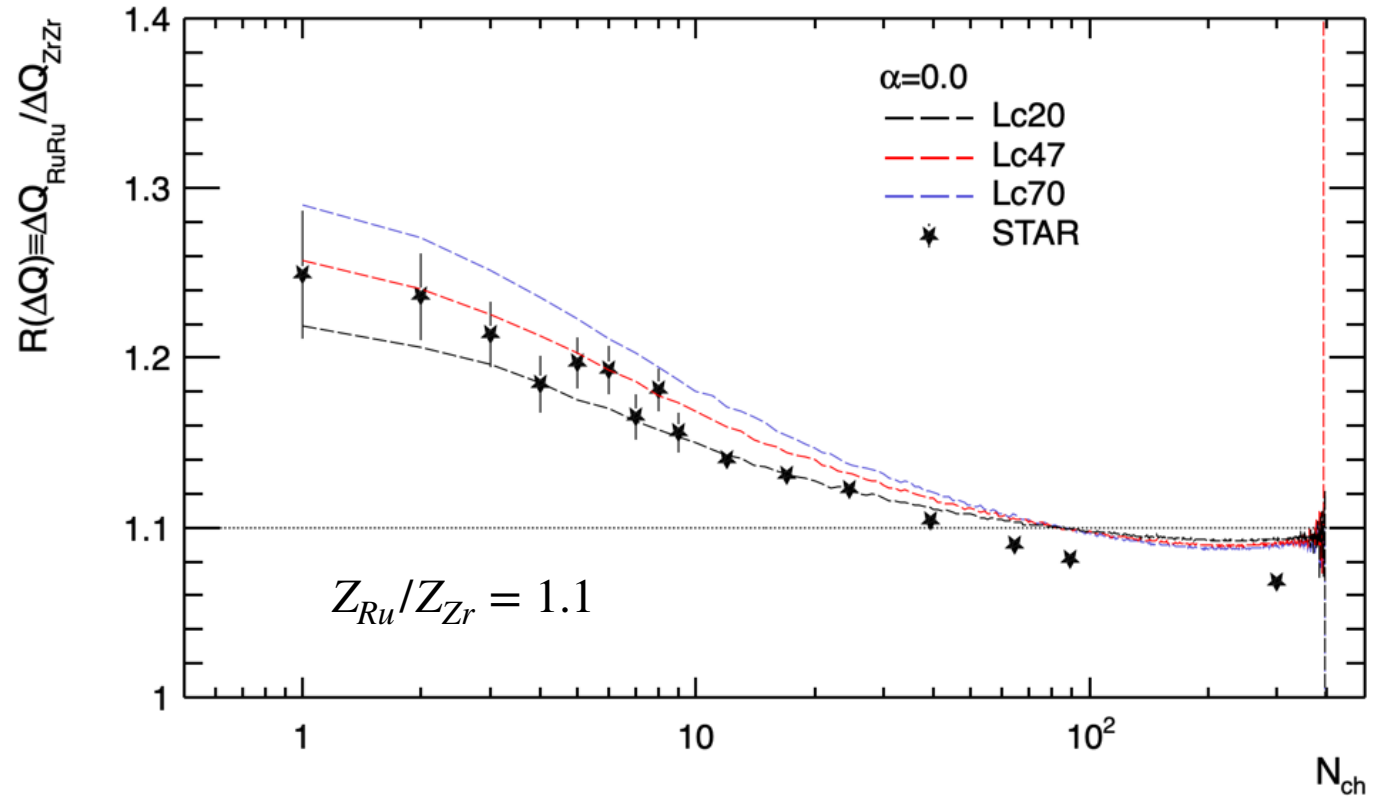 R(ΔQ)≡ΔQ_RuRu/ΔQ_ZrZr
1.4
1.3
1.2
1.1
1
α=0.0
Lc20
Lc47
Lc70
STAR
Z_Ru/Z_Zr = 1.1
1
10
10²
N_ch